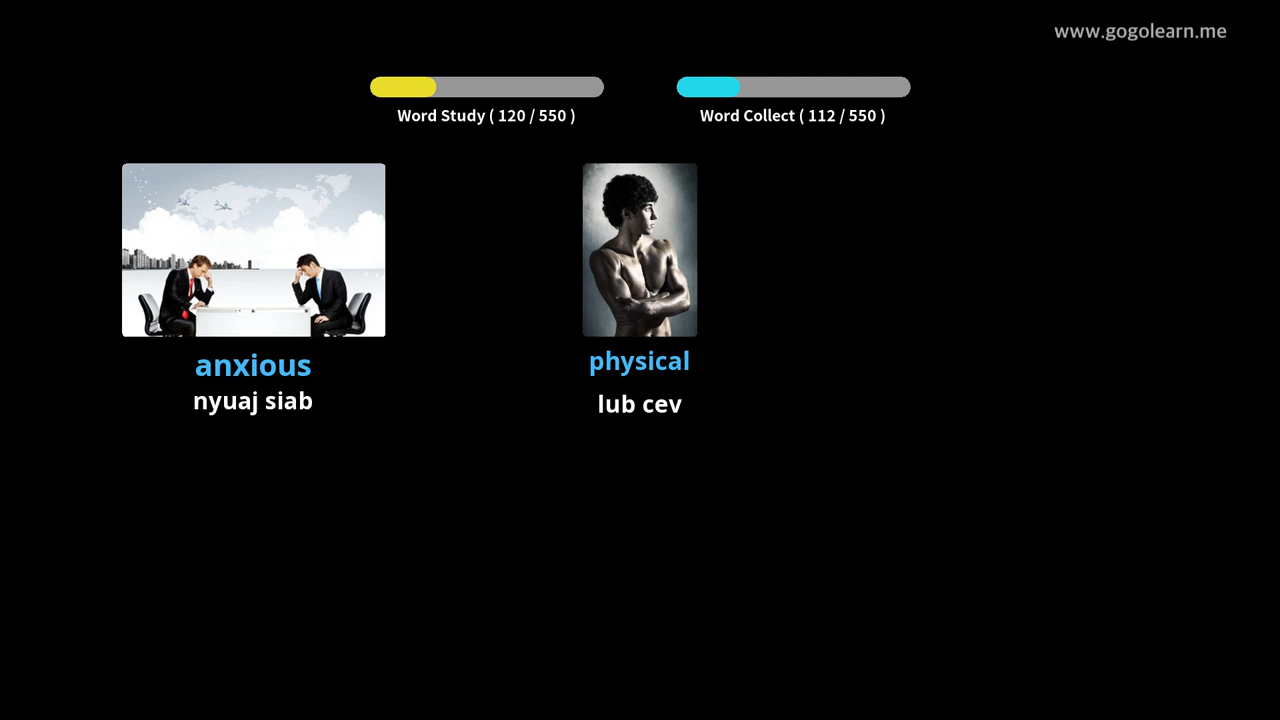 www.gogolearn.me
Word Study ( 120 / 550 )
Word Collect ( 112 / 550 )
anxious
nyuaj siab
physical
lub cev